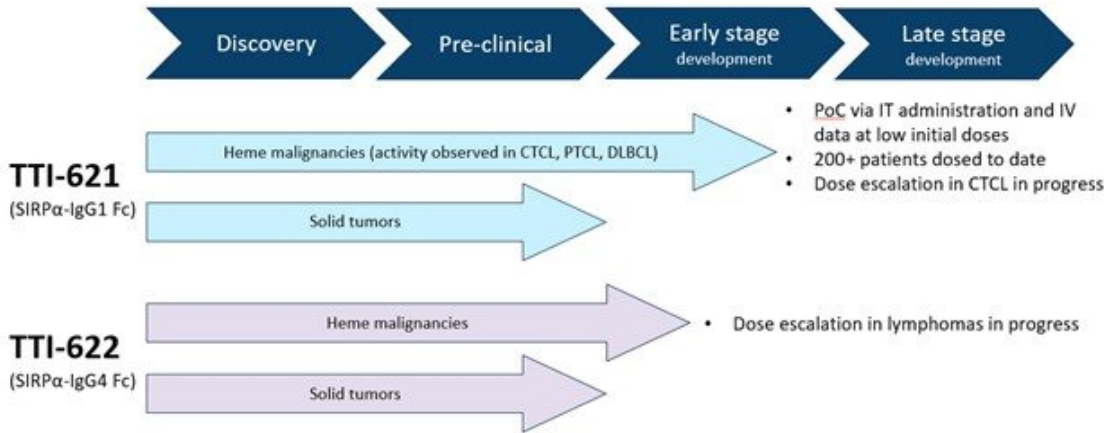 Discovery
Pre-clinical
Early stage
development
Late stage
development
TTI-621
(SIRPα-IgG1 Fc)
Heme malignancies (activity observed in CTCL, PTCL, DLBCL)
Solid tumors
• PoC via IT administration and IV
data at low initial doses
• 200+ patients dosed to date
• Dose escalation in CTCL in progress
TTI-622
(SIRPα-IgG4 Fc)
Heme malignancies
• Dose escalation in lymphomas in progress
Solid tumors